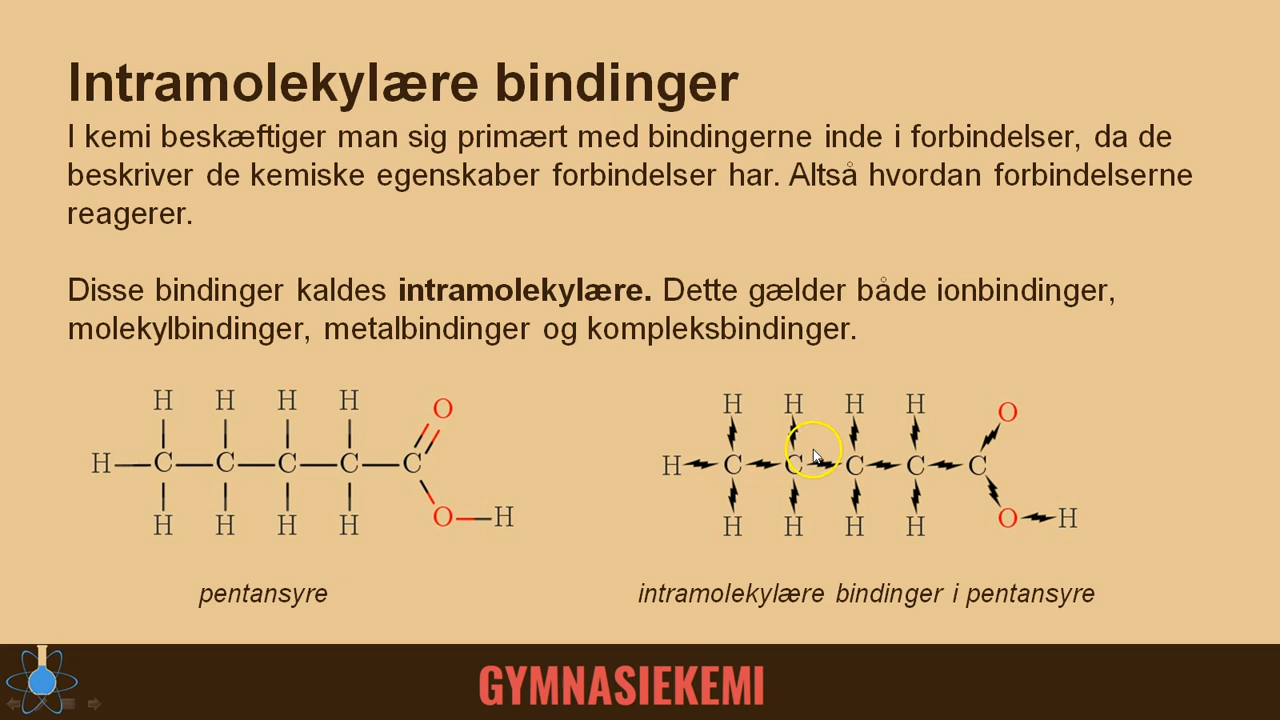 Intramolekylære bindinger
I kemi beskæftiger man sig primært med bindingerne inde i forbindelser, da de
beskriver de kemiske egenskaber forbindelser har. Altså hvordan forbindelserne
reagerer.
Disse bindinger kaldes intramolekylære. Dette gælder både ionbindinger,
molekylbindinger, metalbindinger og kompleksbindinger.
H H H H O
H C C C C C
H H H H O H
pentansyre
H H H H O
H C C C C C
H H H H O H
intramolekylære bindinger i pentansyre
GYMNASIEKEMI